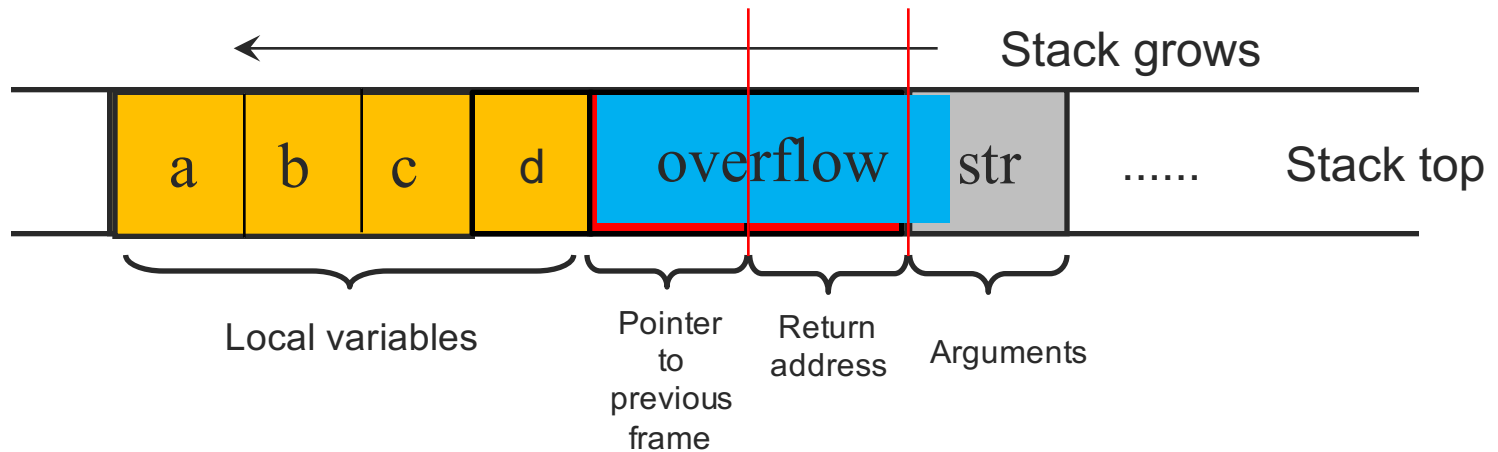 Stack grows
a b c d overflow str ...... Stack top
Local variables
Pointer
to
previous
frame
Return
address
Arguments